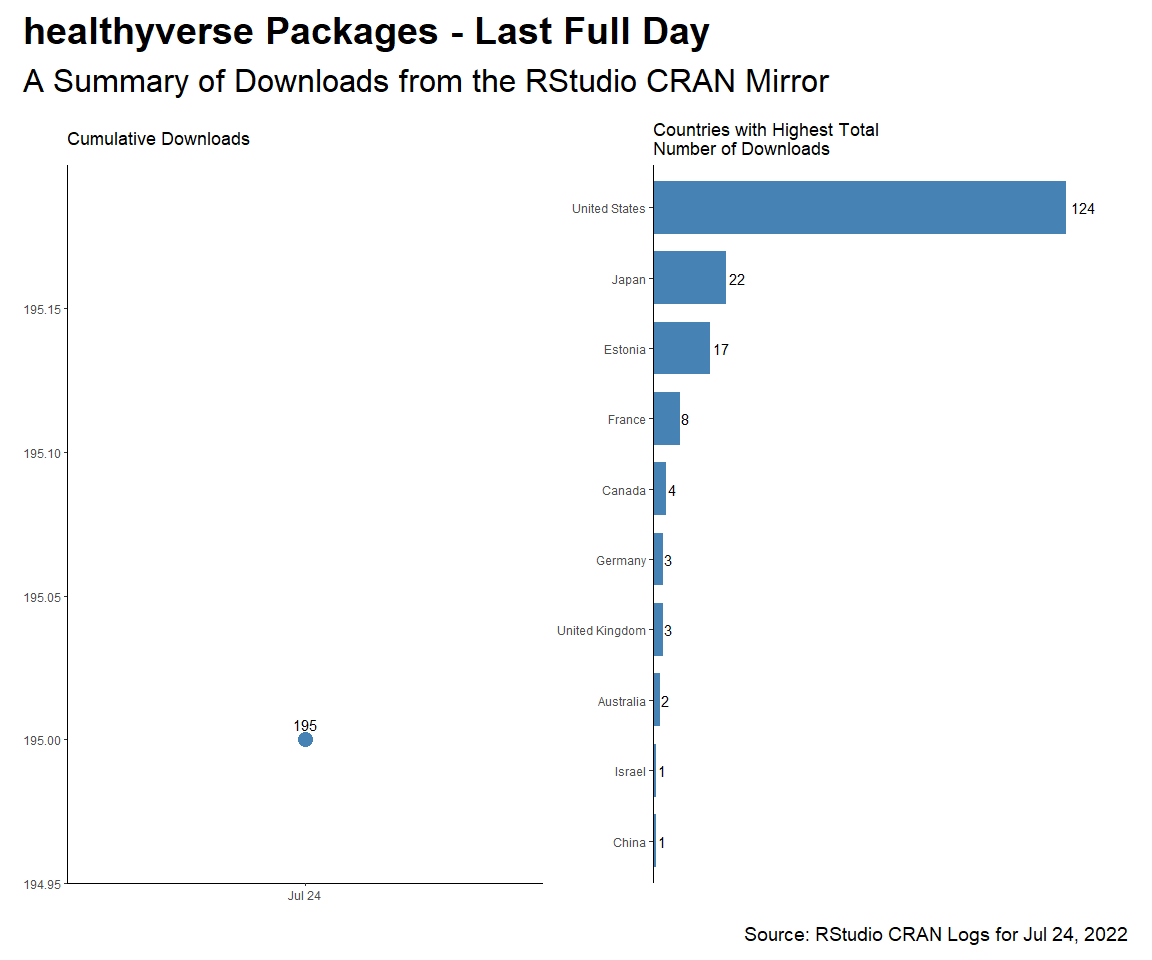 healthyverse Packages - Last Full Day
A Summary of Downloads from the RStudio CRAN Mirror
Cumulative Downloads
195.15
195.10
195.05
195.00
194.95
195
Jul 24
Countries with Highest Total
Number of Downloads
United States 124
Japan 22
Estonia 17
France 8
Canada 4
Germany 3
United Kingdom 3
Australia 2
Israel 1
China 1
Source: RStudio CRAN Logs for Jul 24, 2022